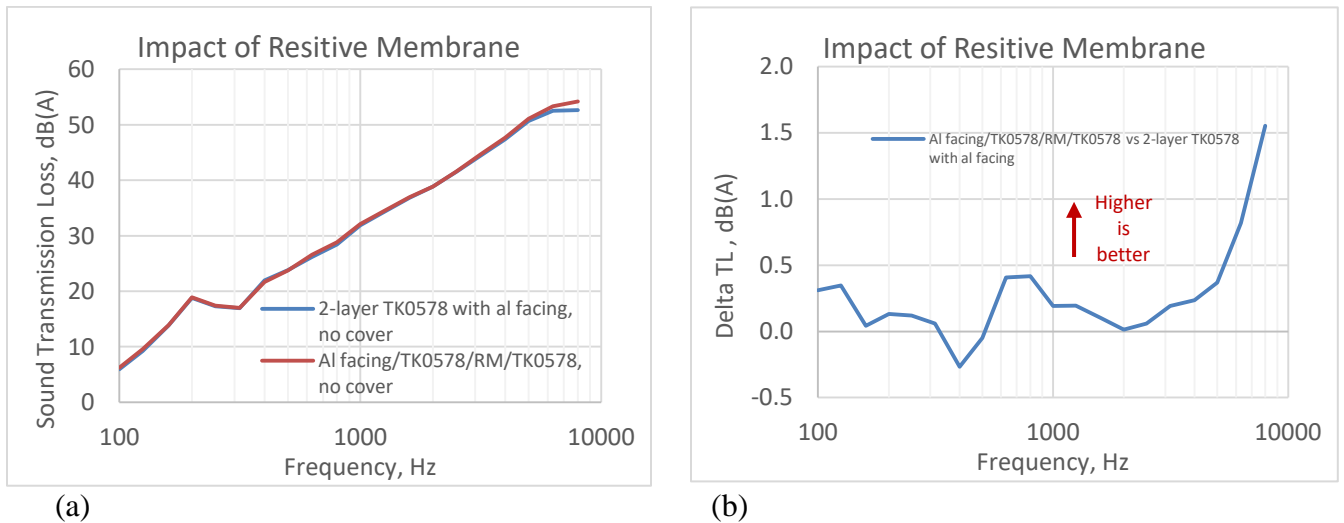 Impact of Resitive Membrane
60
50
40
30
20
10
0
100
1000
10000
Sound Transmission Loss, dB(A)
Frequency, Hz
2-layer TK0578 with al facing,
no cover
Al facing/TK0578/RM/TK0578,
no cover
(a)
Impact of Resitive Membrane
2.0
1.5
1.0
0.5
0.0
-0.5
100
1000
10000
Delta TL , dB(A)
Frequency, Hz
Al facing/TK0578/RM/TK0578 vs 2-layer TK0578
with al facing
Higher
is
better
(b)